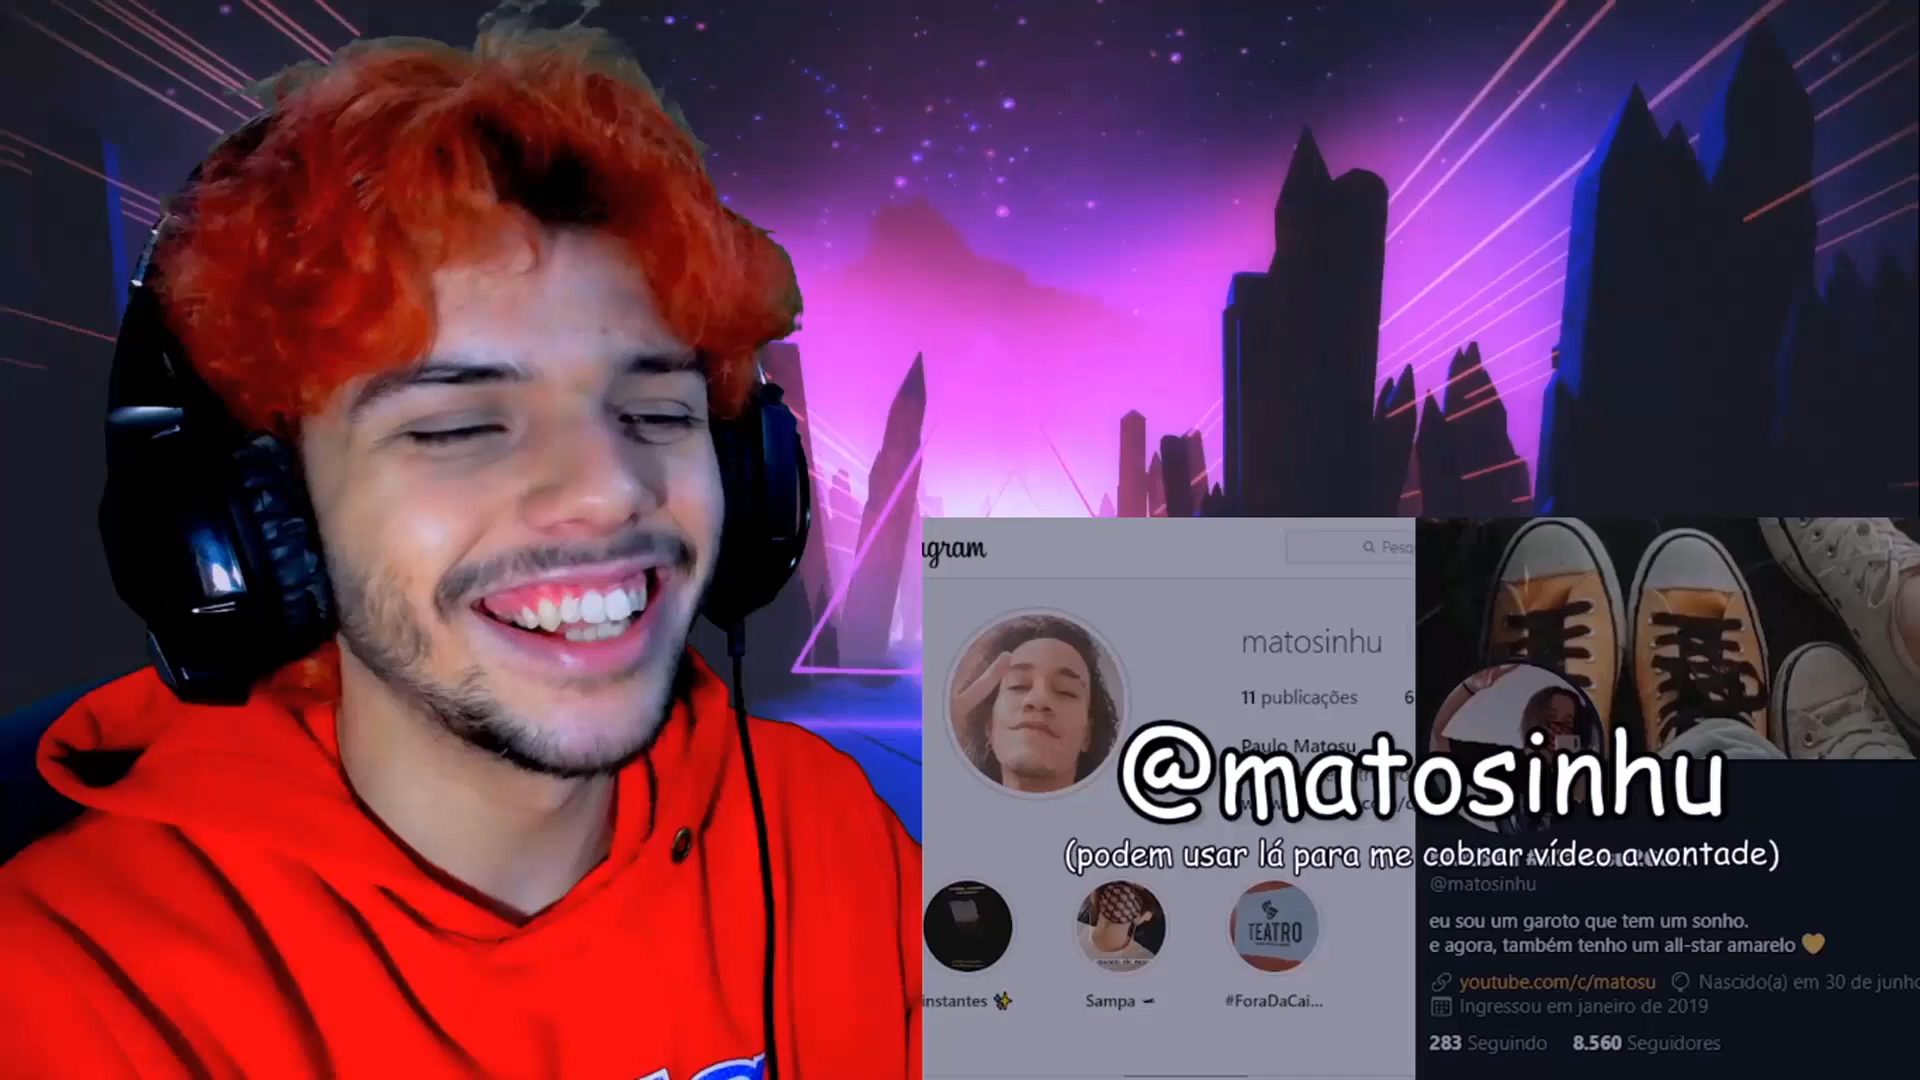 agram
Pesq
matosinhu
11 publicações 6
Paulo Matosu
@matosinhu
(podem usar lá para me cobrar vídeo a vontade)
@matosinhu
eu sou um garoto que tem um sonho.
e agora, também tenho um all-star amarelo 💛
youtube.com/c/matosu Nascido(a) em 30 de junho
Ingressou em janeiro de 2019
283 Seguindo 8.560 Seguidores
TEATRO
instantes ✨
Sampa
#ForaDaCai...